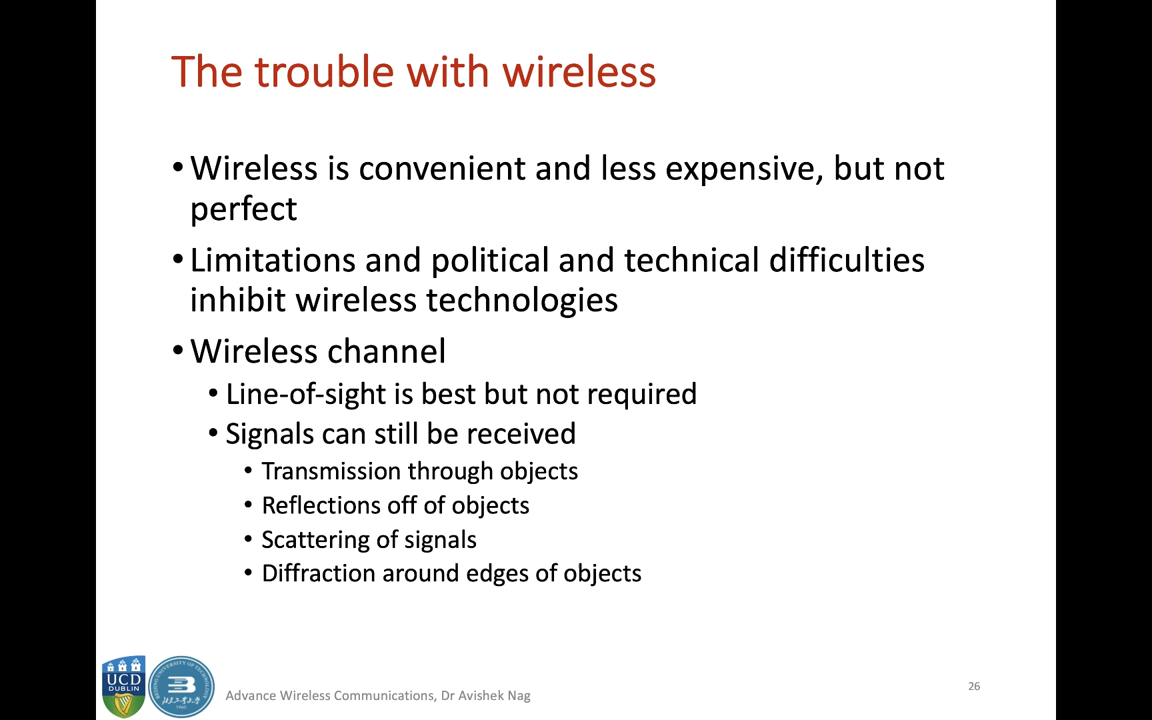 The trouble with wireless
• Wireless is convenient and less expensive, but not
perfect
• Limitations and political and technical difficulties
inhibit wireless technologies
• Wireless channel
• Line-of-sight is best but not required
• Signals can still be received
• Transmission through objects
• Reflections off of objects
• Scattering of signals
• Diffraction around edges of objects
UCD
DUBLIN
Advance Wireless Communications, Dr Avishek Nag
26